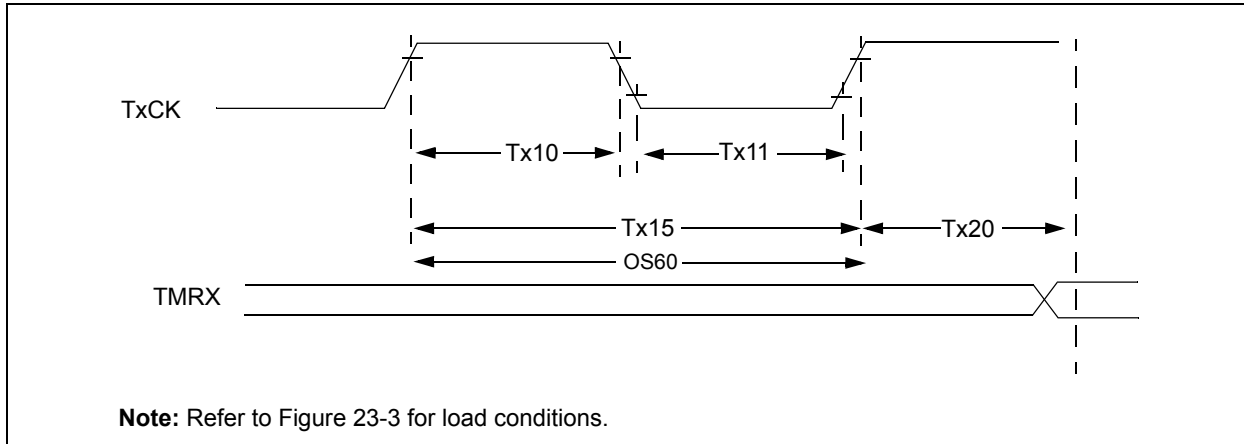 TxCK
Tx10
Tx11
Tx15
Tx20
OS60
TMRX
Note: Refer to Figure 23-3 for load conditions.